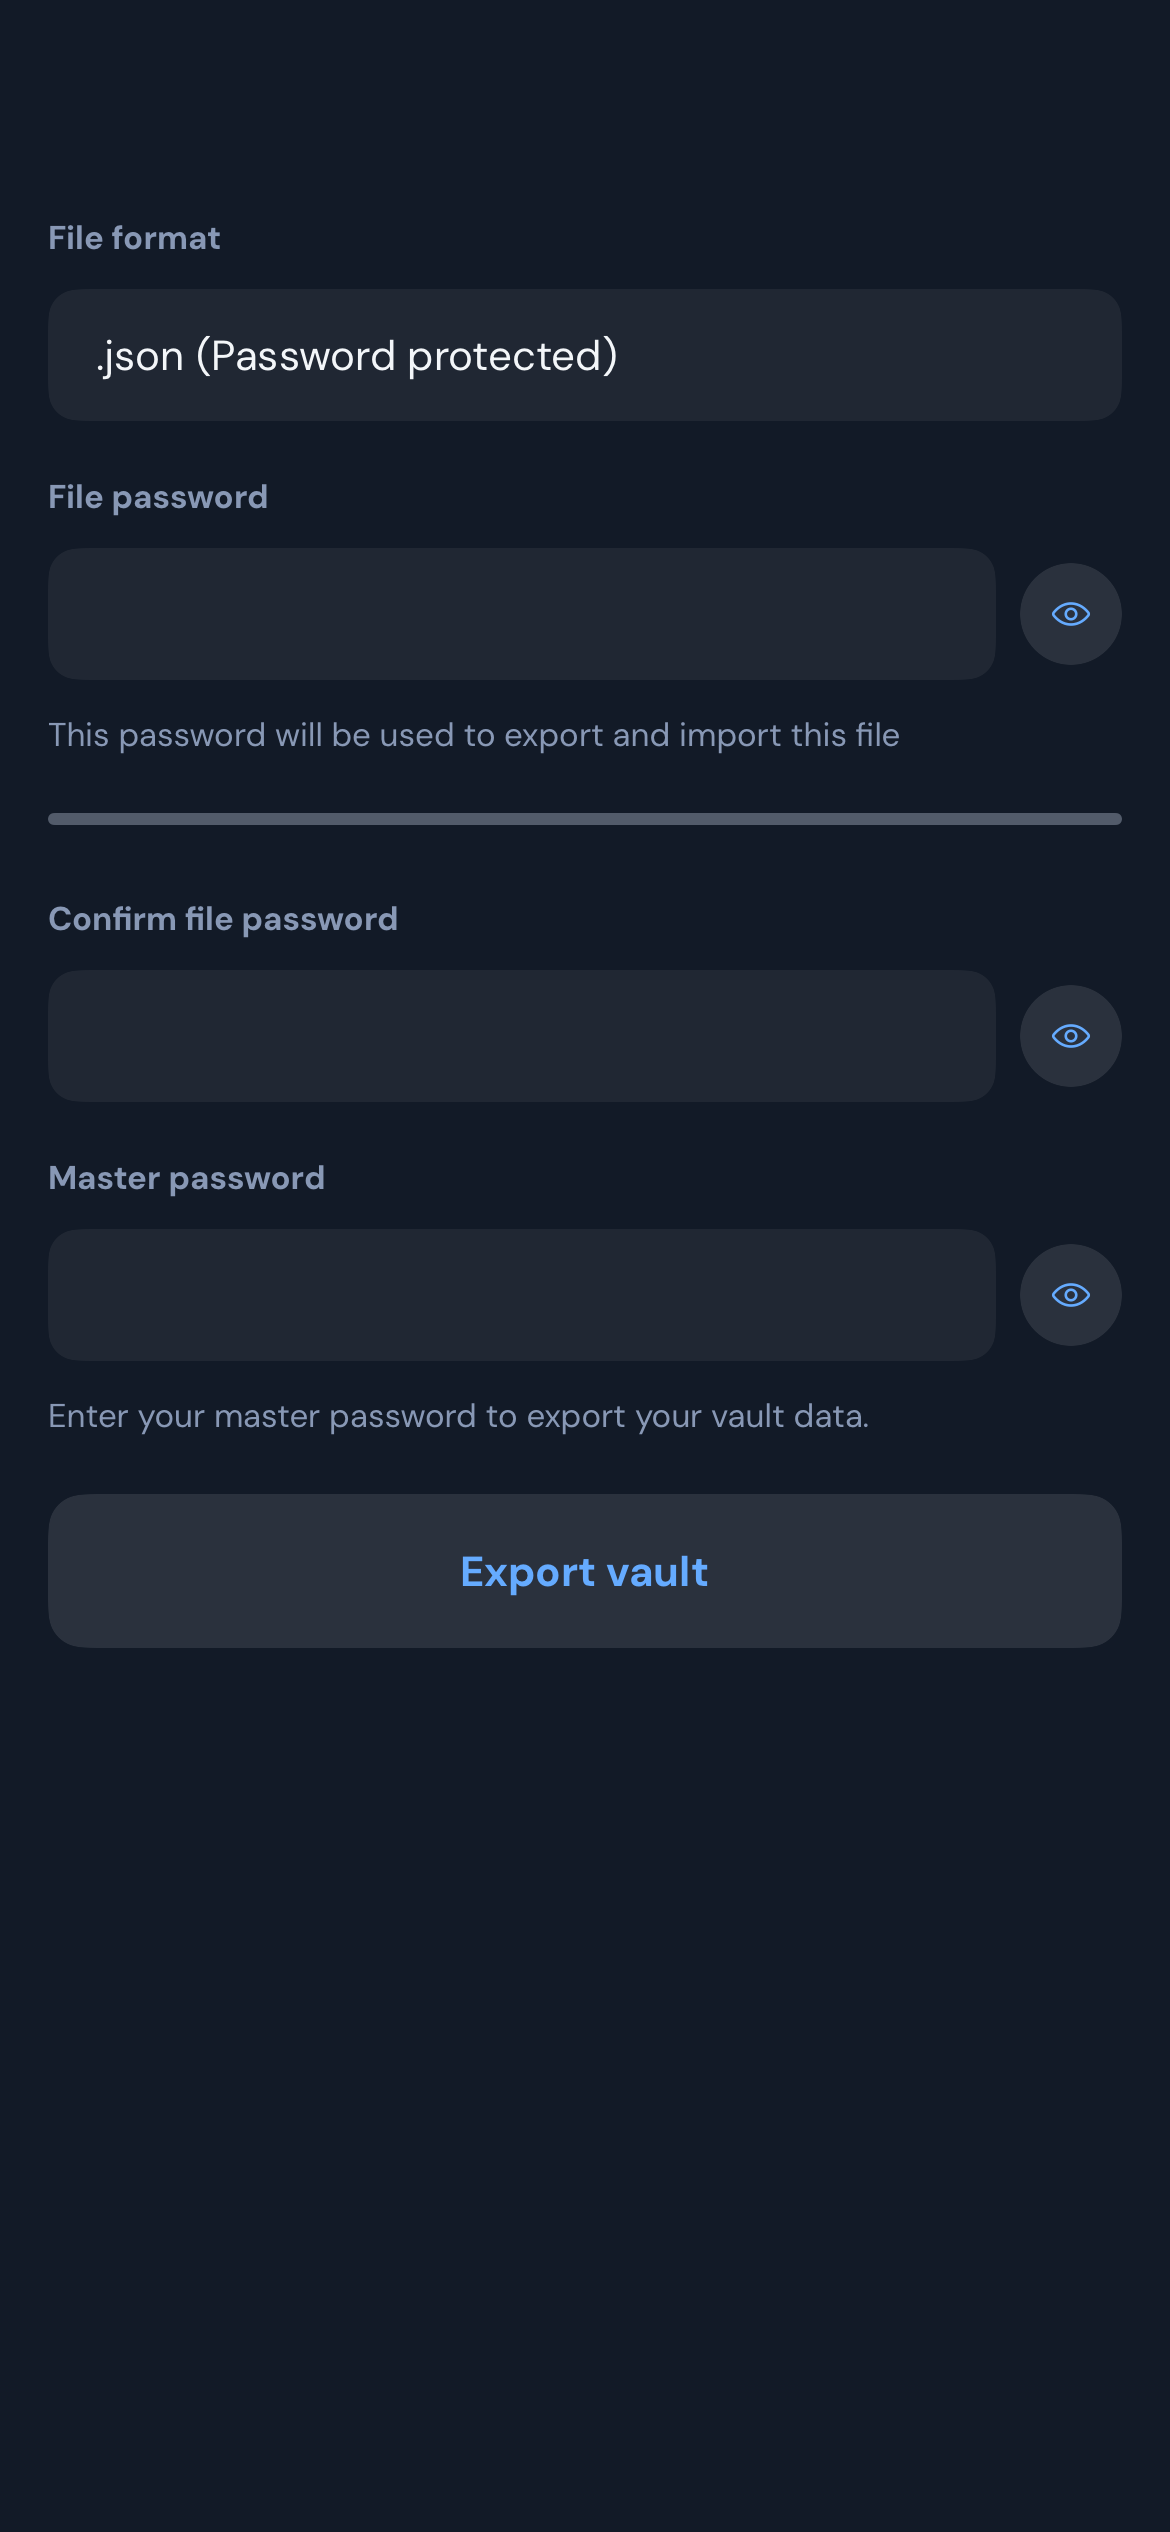 File format
.json (Password protected)
File password
This password will be used to export and import this file
Confirm file password
Master password
Enter your master password to export your vault data.
Export vault